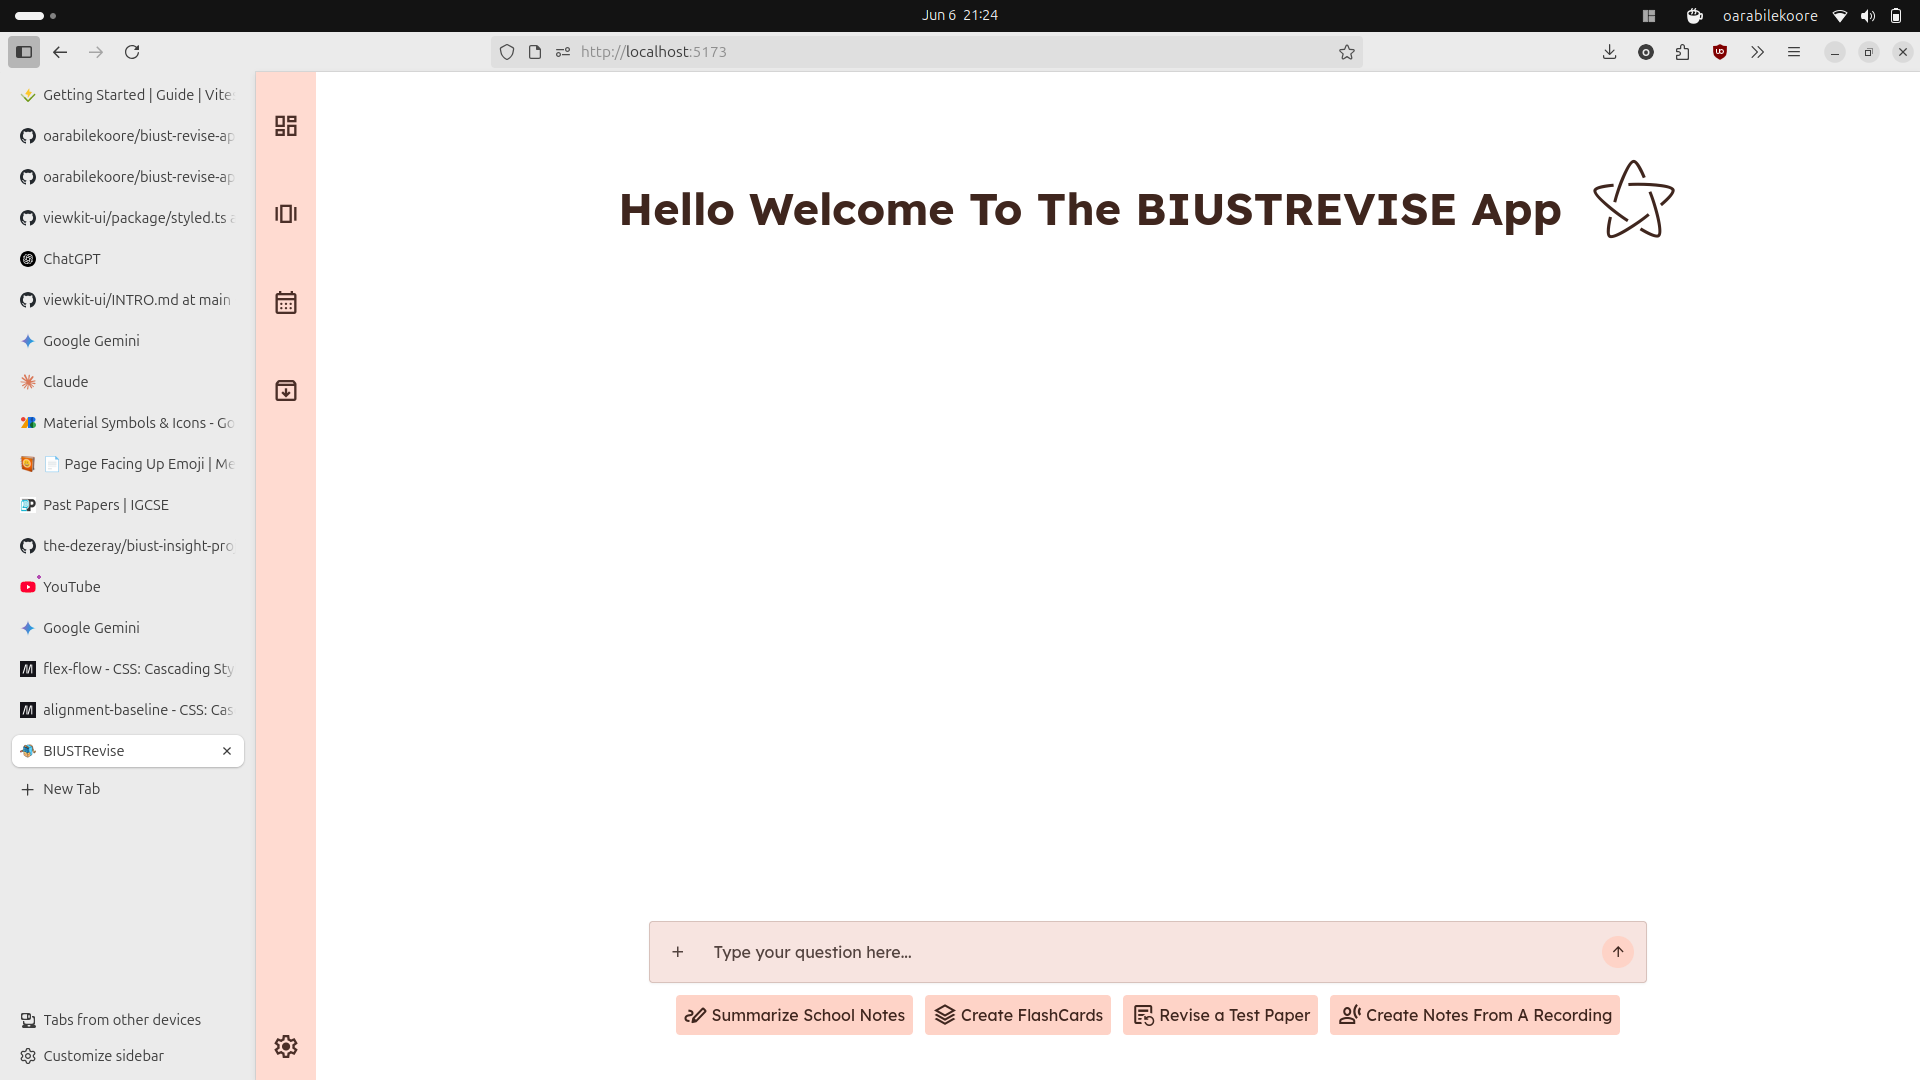 Jun 6 21:24
oarabilekoore
http://localhost:5173
Getting Started | Guide | Vite
oarabilekoore/biust-revise-ap
oarabilekoore/biust-revise-ap
viewkit-ui/package/styled.ts a
ChatGPT
viewkit-ui/INTRO.md at main
Google Gemini
Claude
Material Symbols & Icons - Go
📄 Page Facing Up Emoji | Me
Past Papers | IGCSE
the-dezeray/biust-insight-pro
YouTube
Google Gemini
flex-flow - CSS: Cascading Sty
alignment-baseline - CSS: Cas
BIUSTRevise
New Tab
Tabs from other devices
Customize sidebar
Hello Welcome To The BIUSTREVISE App
Type your question here...
Summarize School Notes
Create FlashCards
Revise a Test Paper
Create Notes From A Recording